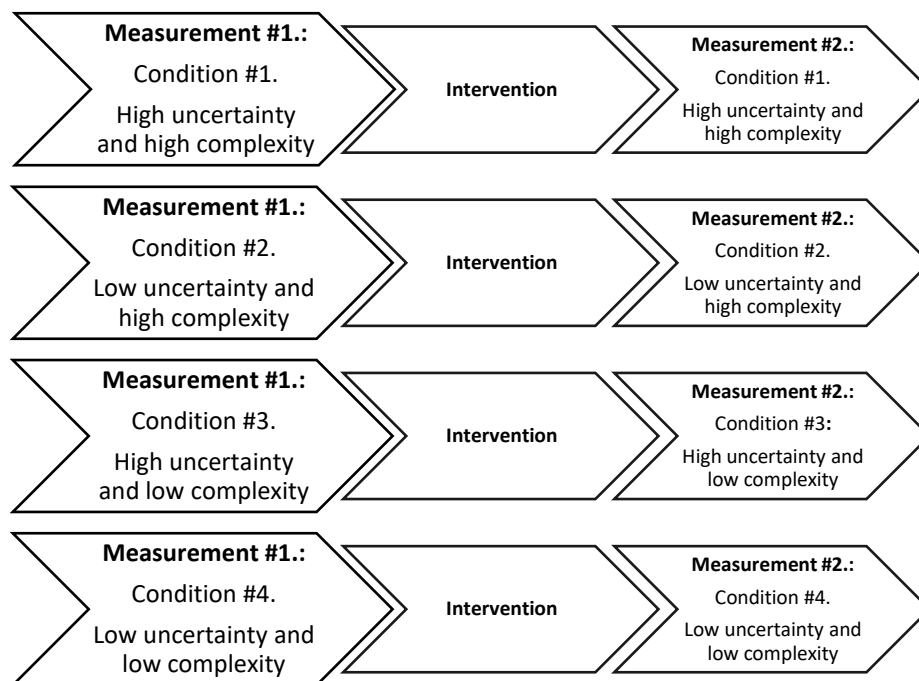 Measurement #1.:
Condition #1.
High uncertainty
and high complexity
Intervention
Measurement #2.:
Condition #1.
High uncertainty and
high complexity
Measurement #1.:
Condition #2.
Low uncertainty and
high complexity
Intervention
Measurement #2.:
Condition #2.
Low uncertainty and
high complexity
Measurement #1.:
Condition #3.
High uncertainty
and low complexity
Intervention
Measurement #2.:
Condition #3:
High uncertainty and
low complexity
Measurement #1.:
Condition #4.
Low uncertainty and
low complexity
Intervention
Measurement #2.:
Condition #4.
Low uncertainty and
low complexity